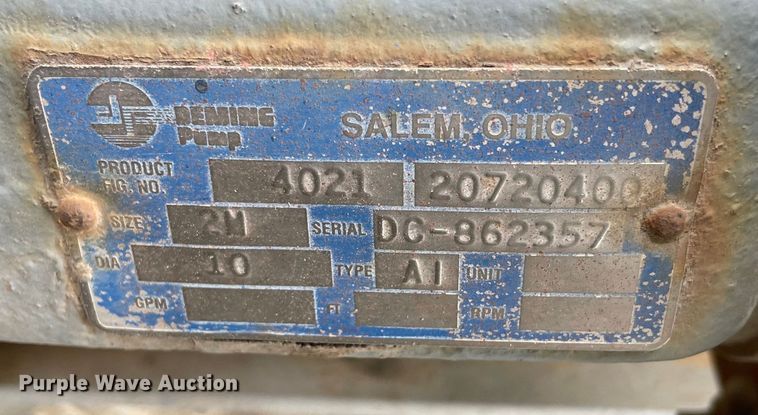 DEMING
Pump
SALEM, OHIO
PRODUCT
FIG. NO. 4021 20720400
SIZE 2M SERIAL DC-862357
DIA 10 TYPE A1 UNIT
GPM FT RPM
Purple Wave Auction